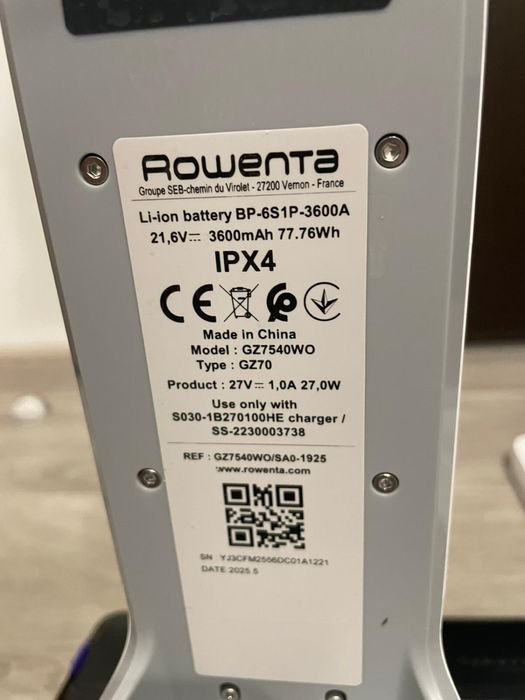 Rowenta
Groupe SEB-chemin du Virolet - 27200 Vernon - France
Li-ion battery BP-6S1P-3600A
21,6V⎓ 3600mAh 77.76Wh
IPX4
CE
Made in China
Model : GZ7540WO
Type : GZ70
Product : 27V⎓ 1,0A 27,0W
Use only with
S030-1B270100HE charger /
SS-2230003738
REF : GZ7540WO/SA0-1925
www.rowenta.com
SN : YJ3CFM2556DC01A1221
DATE:2025.5